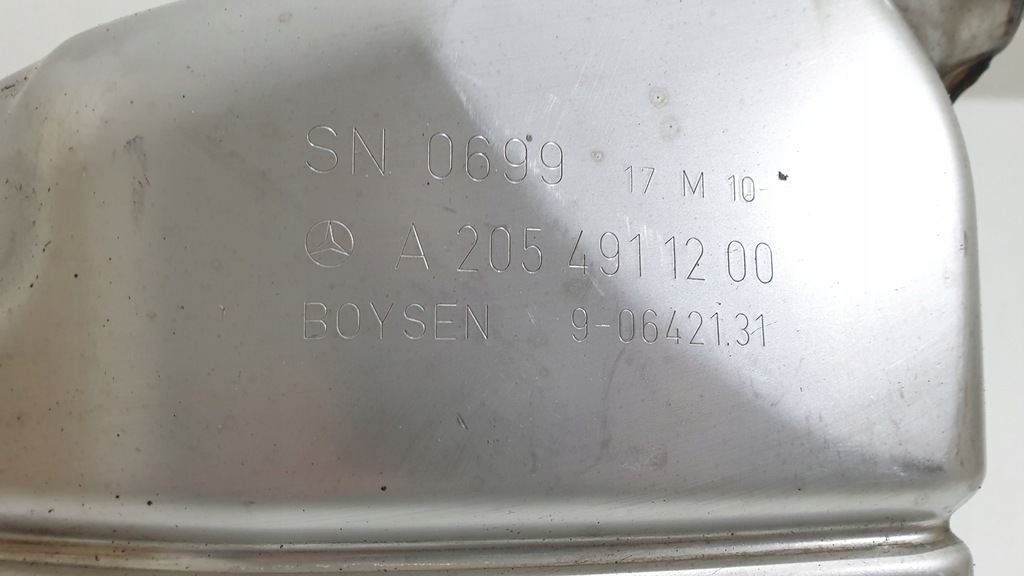 SN 0699 17 M 10
A 205 491 12 00
BOYSEN 9-06421.31